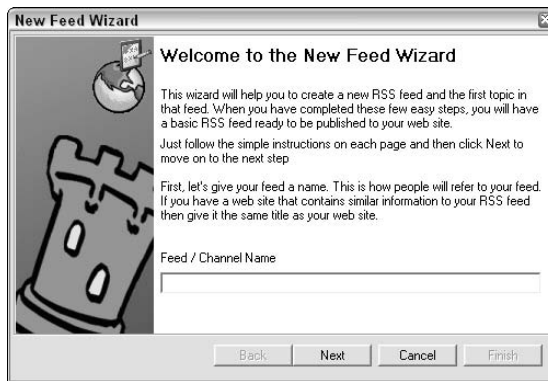 New Feed Wizard
Welcome to the New Feed Wizard
This wizard will help you to create a new RSS feed and the first topic in
that feed. When you have completed these few easy steps, you will have
a basic RSS feed ready to be published to your web site.
Just follow the simple instructions on each page and then click Next to
move on to the next step
First, let's give your feed a name. This is how people will refer to your feed.
If you have a web site that contains similar information to your RSS feed
then give it the same title as your web site.
Feed / Channel Name
Back Next Cancel Finish